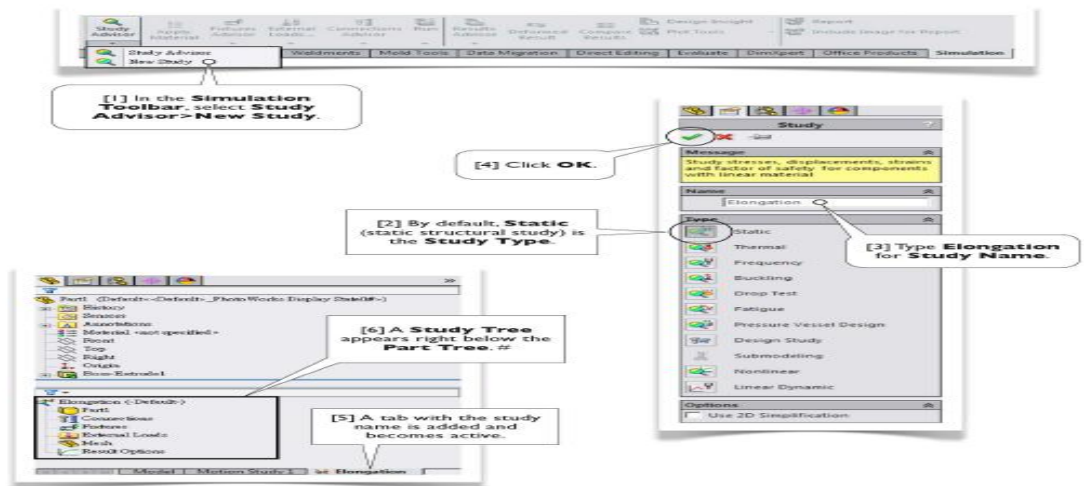 Study Advisor
Apply Material
Fixtures Advisor
External Loads...
Connections Advisor
Run
Results Advisor
Deformed Result
Compare Results
Design Insight
Plot Tools
Report
Include Image for Report
Weldments
Mold Tools
Data Migration
Direct Editing
Evaluate
DimXpert
Office Products
Simulation
Study Advisor
New Study
[1] In the Simulation
Toolbar, select Study
Advisor>New Study.
Study
?
[4] Click OK.
Message
Study stresses, displacements, strains
and factor of safety for components
with linear material
Name
Elongation
[2] By default, Static
(static structural study) is
the Study Type.
Type
Static
[3] Type Elongation
for Study Name.
Thermal
Frequency
Buckling
Drop Test
Fatigue
Pressure Vessel Design
Design Study
Submodeling
Nonlinear
Linear Dynamic
Options
Use 2D Simplification
Part1 (Default<<Default>_PhotoWorks Display State0#>)
History
Sensors
Annotations
Material <not specified>
Front
Top
Right
Origin
Boss-Extrude1
[6] A Study Tree
appears right below the
Part Tree. #
Elongation (-Default-)
Part1
Connections
Fixtures
External Loads
Mesh
Result Options
[5] A tab with the study
name is added and
becomes active.
Model
Motion Study 1
Elongation